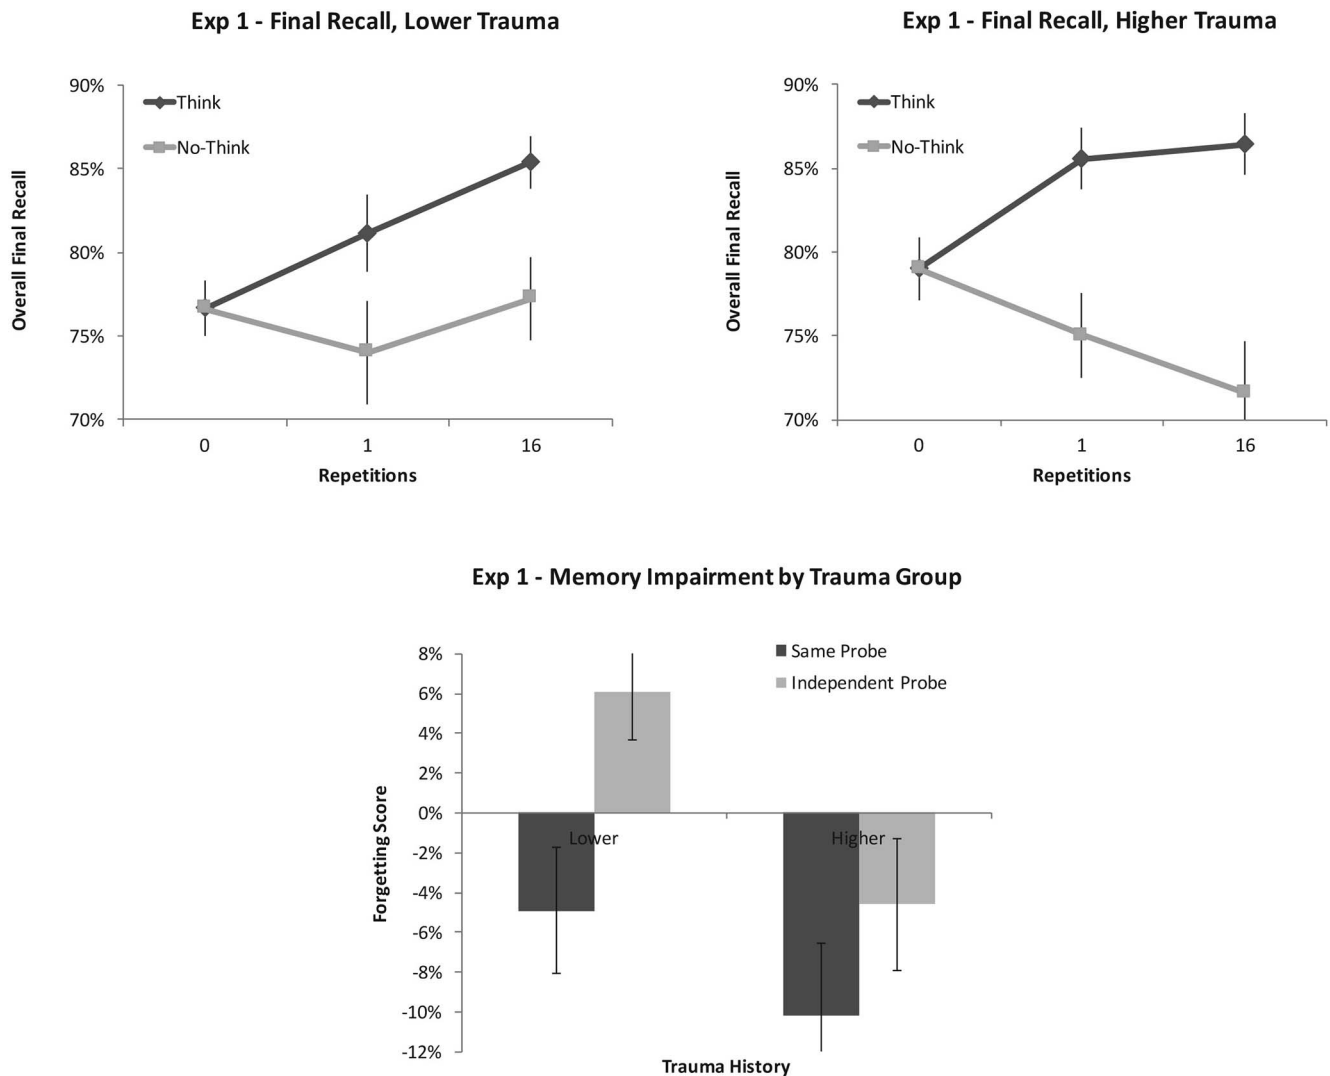 Exp 1 - Final Recall, Lower Trauma
90%
85%
80%
75%
70%
Overall Final Recall
Think
No-Think
0
1
16
Repetitions
Exp 1 - Final Recall, Higher Trauma
90%
85%
80%
75%
70%
Overall Final Recall
Think
No-Think
0
1
16
Repetitions
Exp 1 - Memory Impairment by Trauma Group
8%
6%
4%
2%
0%
-2%
-4%
-6%
-8%
-10%
-12%
Forgetting Score
Same Probe
Independent Probe
Lower
Higher
Trauma History